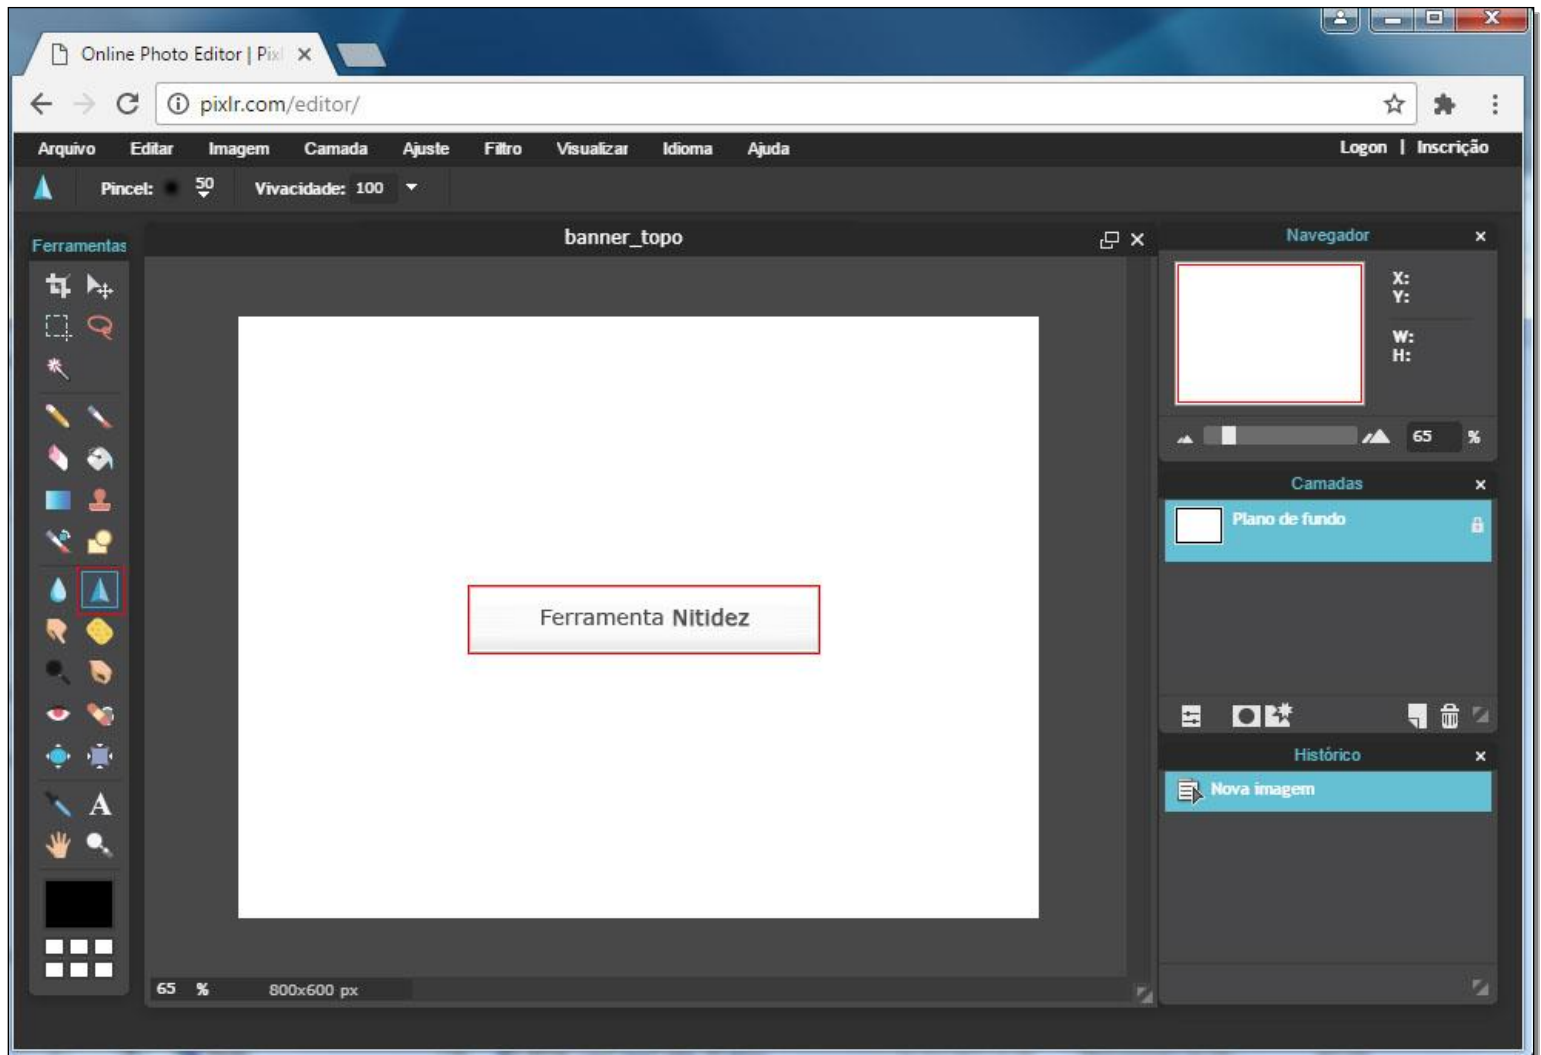 Online Photo Editor | Pixl
pixlr.com/editor/
Arquivo Editar Imagem Camada Ajuste Filtro Visualizar Idioma Ajuda Logon | Inscrição
Pincel: 50 Vivacidade: 100
Ferramentas
banner_topo
Navegador
X:
Y:
W:
H:
65 %
Camadas
Plano de fundo
Ferramenta Nitidez
Histórico
Nova imagem
A
65 % 800x600 px